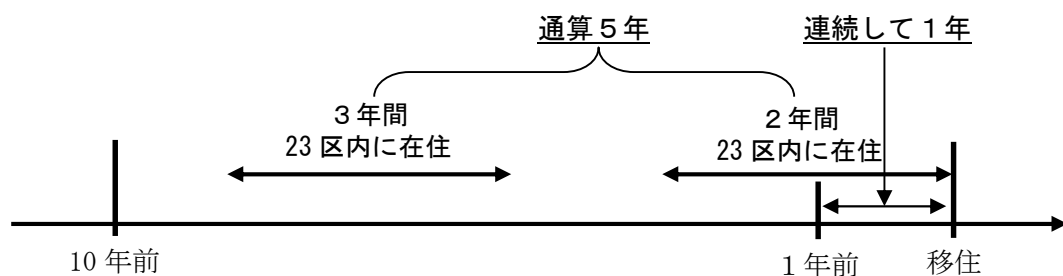 通算５年
連続して１年
３年間
23 区内に在住
２年間
23 区内に在住
10 年前
１年前
移住